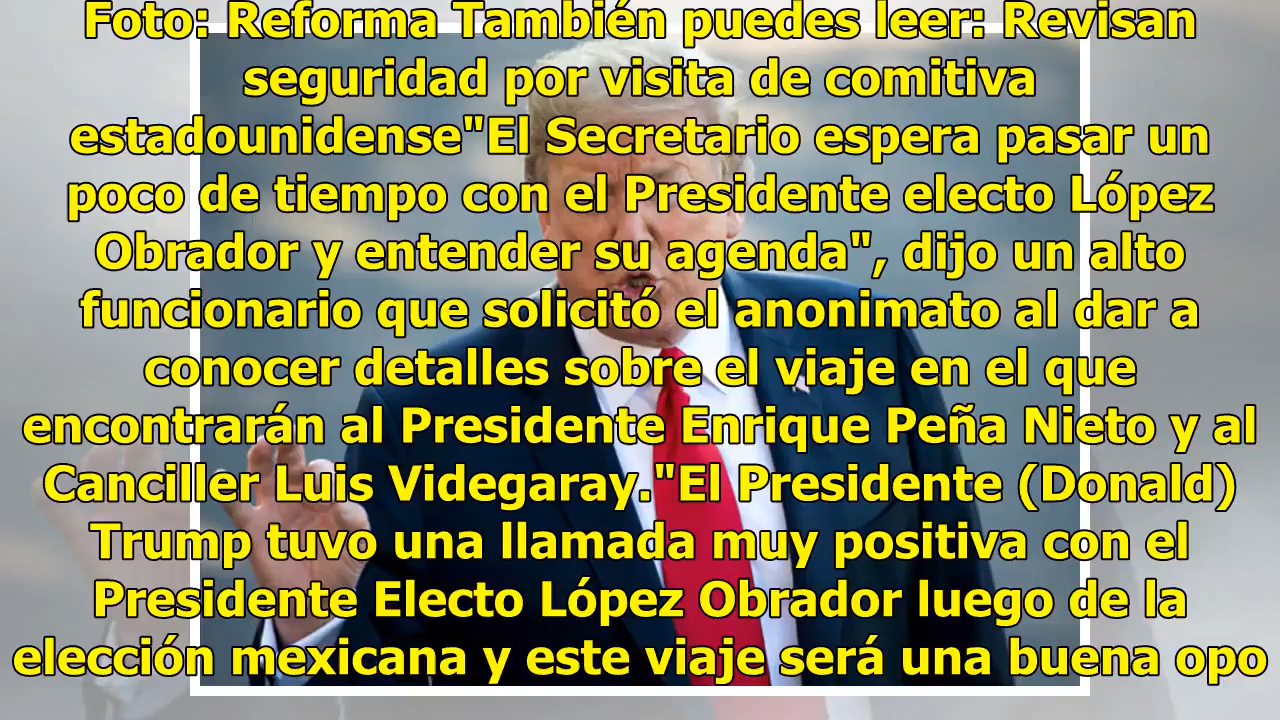 Foto: Reforma También puedes leer: Revisan
seguridad por visita de comitiva
estadounidense"El Secretario espera pasar un
poco de tiempo con el Presidente electo López
Obrador y entender su agenda", dijo un alto
funcionario que solicitó el anonimato al dar a
conocer detalles sobre el viaje en el que
encontrarán al Presidente Enrique Peña Nieto y al
Canciller Luis Videgaray."El Presidente (Donald)
Trump tuvo una llamada muy positiva con el
Presidente Electo López Obrador luego de la
elección mexicana y este viaje será una buena opo